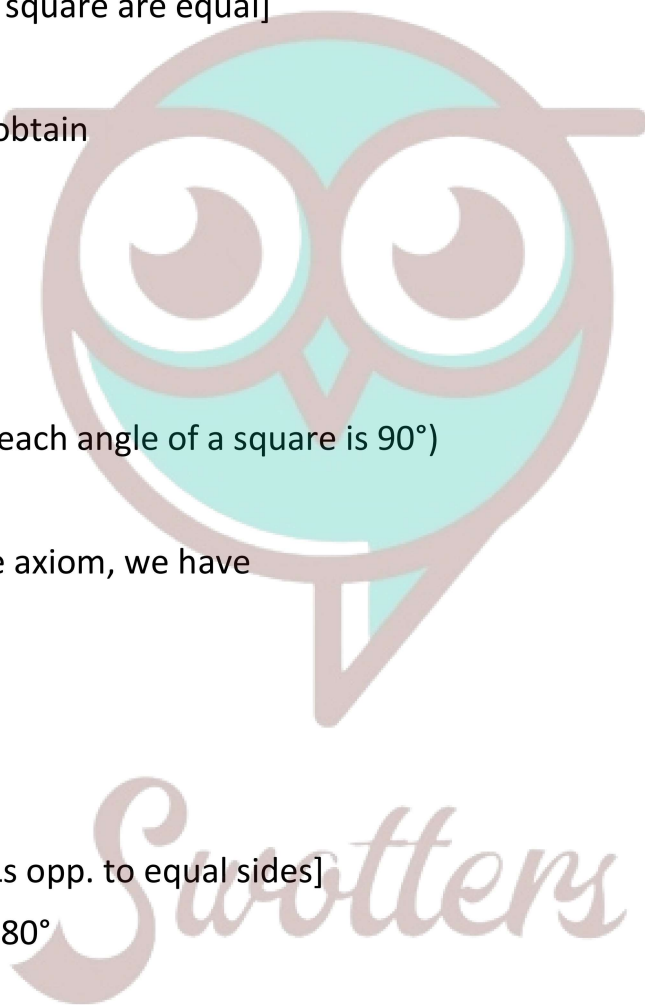 square are equal]
obtain
each angle of a square is 90°)
axiom, we have
opp. to equal sides]
80°
Swotters